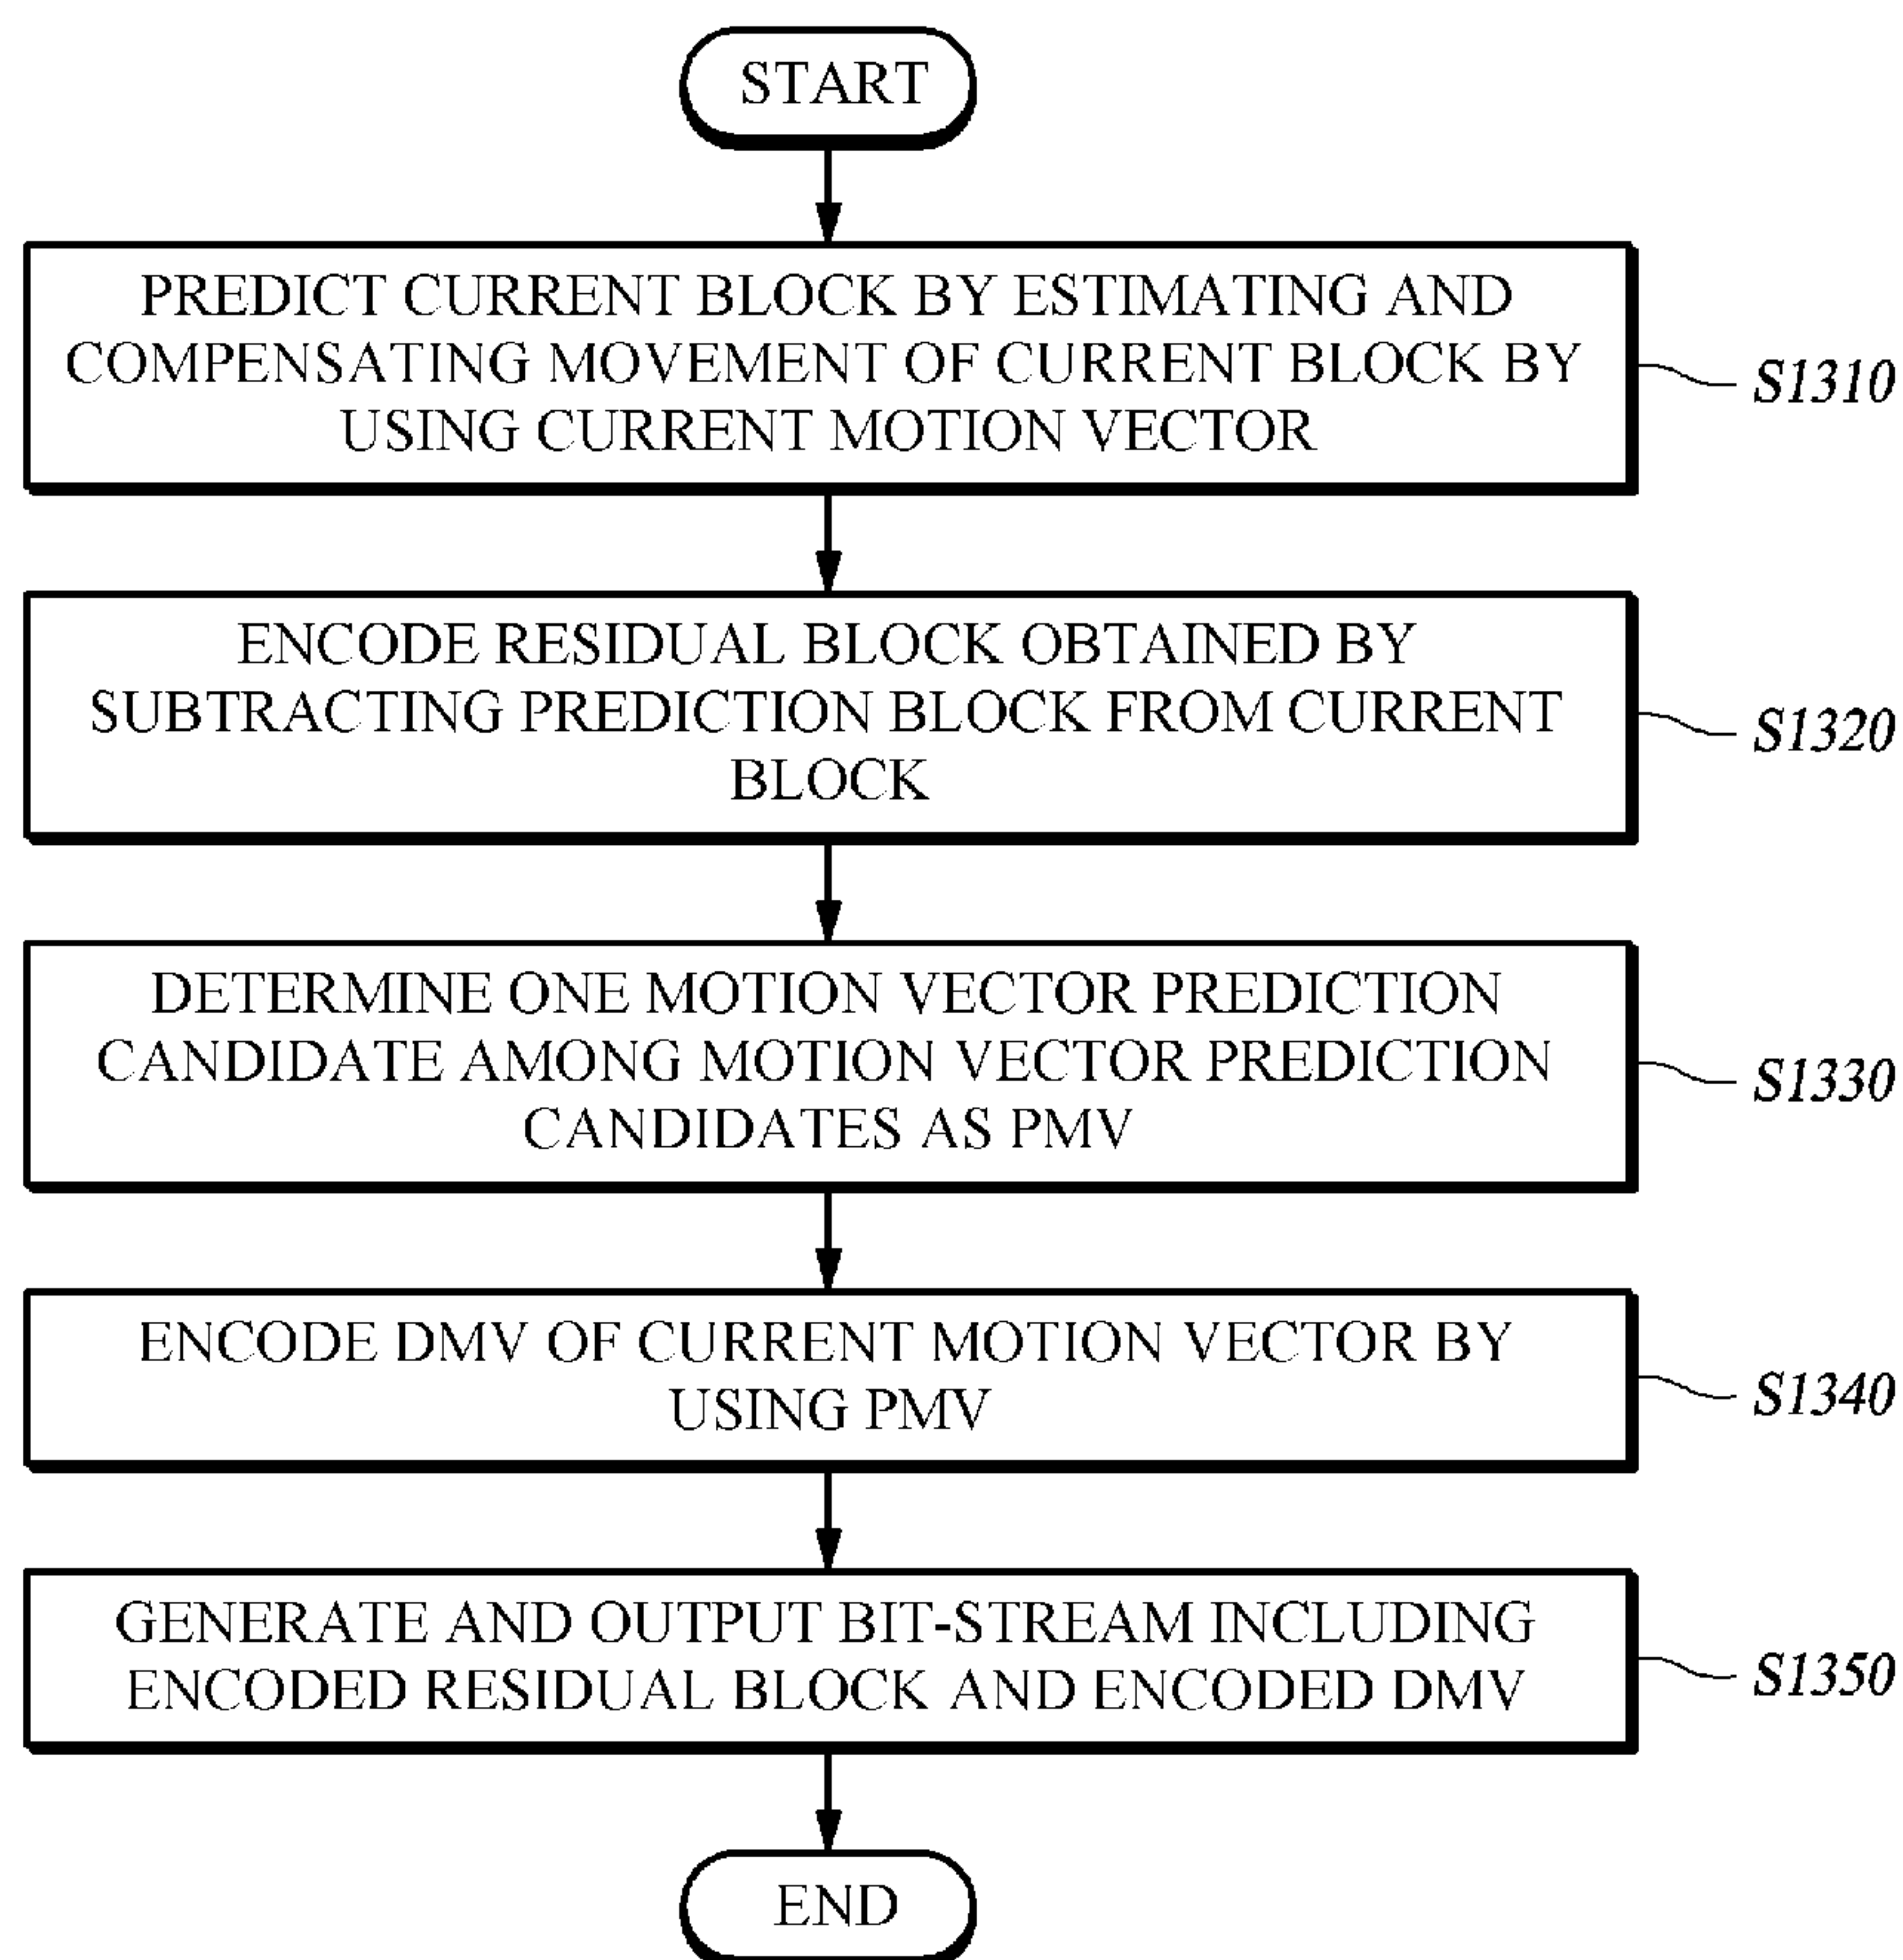 START
PREDICT CURRENT BLOCK BY ESTIMATING AND
COMPENSATING MOVEMENT OF CURRENT BLOCK BY
USING CURRENT MOTION VECTOR
S1310
ENCODE RESIDUAL BLOCK OBTAINED BY
SUBTRACTING PREDICTION BLOCK FROM CURRENT
BLOCK
S1320
DETERMINE ONE MOTION VECTOR PREDICTION
CANDIDATE AMONG MOTION VECTOR PREDICTION
CANDIDATES AS PMV
S1330
ENCODE DMV OF CURRENT MOTION VECTOR BY
USING PMV
S1340
GENERATE AND OUTPUT BIT-STREAM INCLUDING
ENCODED RESIDUAL BLOCK AND ENCODED DMV
S1350
END